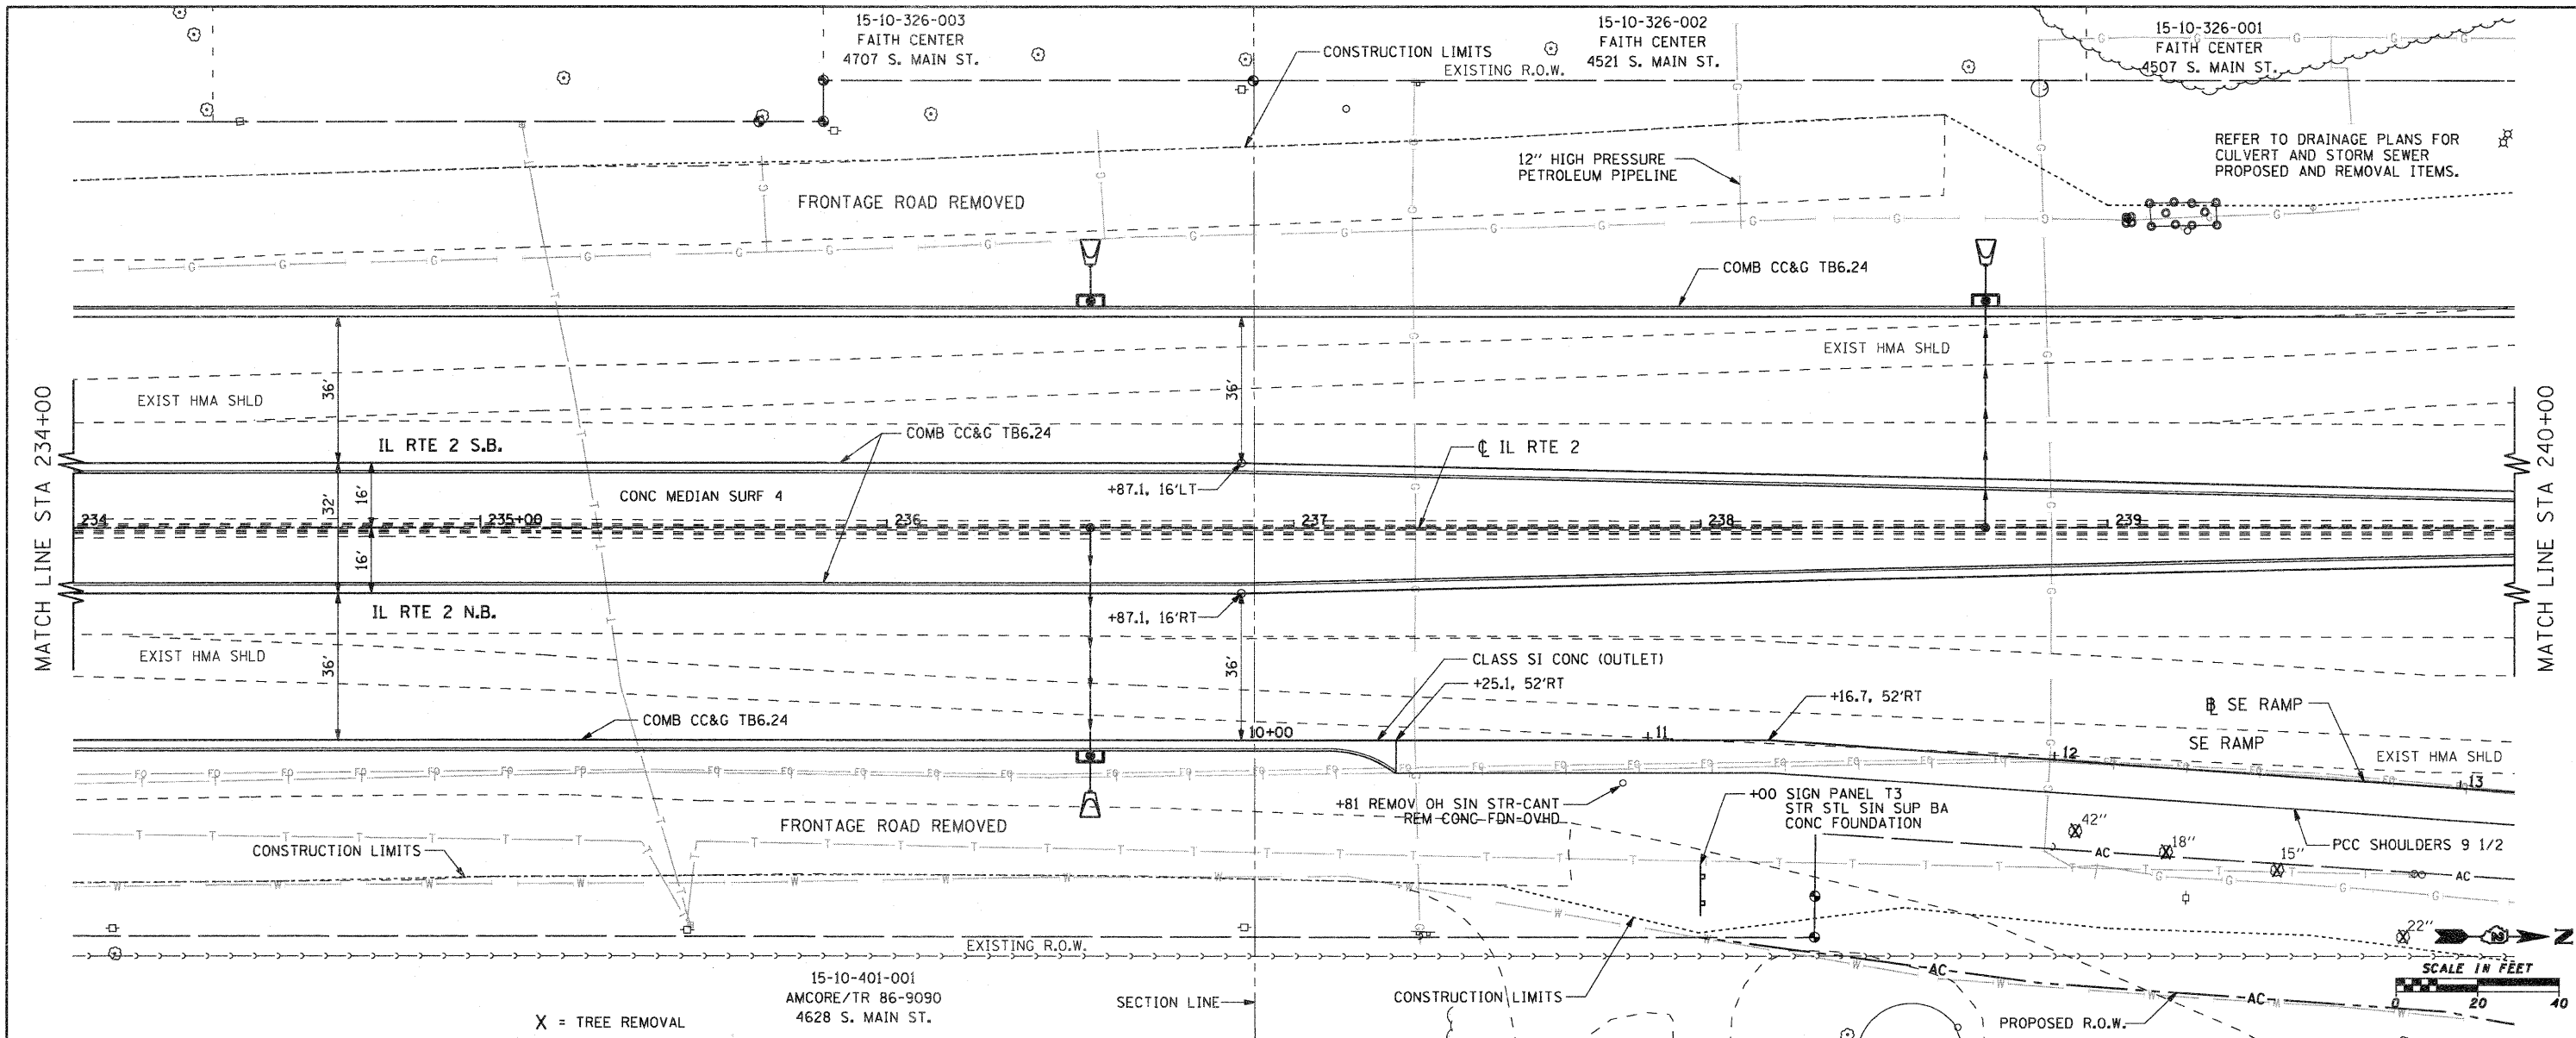 15-10-326-003
FAITH CENTER
4707 S. MAIN ST.
CONSTRUCTION LIMITS
EXISTING R.O.W.
15-10-326-002
FAITH CENTER
4521 S. MAIN ST.
15-10-326-001
FAITH CENTER
4507 S. MAIN ST.
REFER TO DRAINAGE PLANS FOR
CULVERT AND STORM SEWER
PROPOSED AND REMOVAL ITEMS.
12" HIGH PRESSURE
PETROLEUM PIPELINE
FRONTAGE ROAD REMOVED
COMB CC&G TB6.24
EXIST HMA SHLD
36'
36'
EXIST HMA SHLD
MATCH LINE STA 234+00
MATCH LINE STA 240+00
IL RTE 2 S.B.
COMB CC&G TB6.24
℄ IL RTE 2
+87.1, 16'LT
32'
16'
CONC MEDIAN SURF 4
234
235+00
236
237
238
239
16'
IL RTE 2 N.B.
+87.1, 16'RT
EXIST HMA SHLD
36'
36'
CLASS SI CONC (OUTLET)
+25.1, 52'RT
+16.7, 52'RT
COMB CC&G TB6.24
10+00
11
12
13
SE RAMP
SE RAMP
EXIST HMA SHLD
+81 REMOV OH SIN STR-CANT
REM CONC FDN-OVHD
+00 SIGN PANEL T3
STR STL SIN SUP BA
CONC FOUNDATION
FRONTAGE ROAD REMOVED
CONSTRUCTION LIMITS
42"
18"
15"
PCC SHOULDERS 9 1/2
AC
AC
22"
N
EXISTING R.O.W.
SCALE IN FEET
0 20 40
15-10-401-001
AMCORE/TR 86-9090
4628 S. MAIN ST.
SECTION LINE
CONSTRUCTION LIMITS
AC
AC
PROPOSED R.O.W.
X = TREE REMOVAL